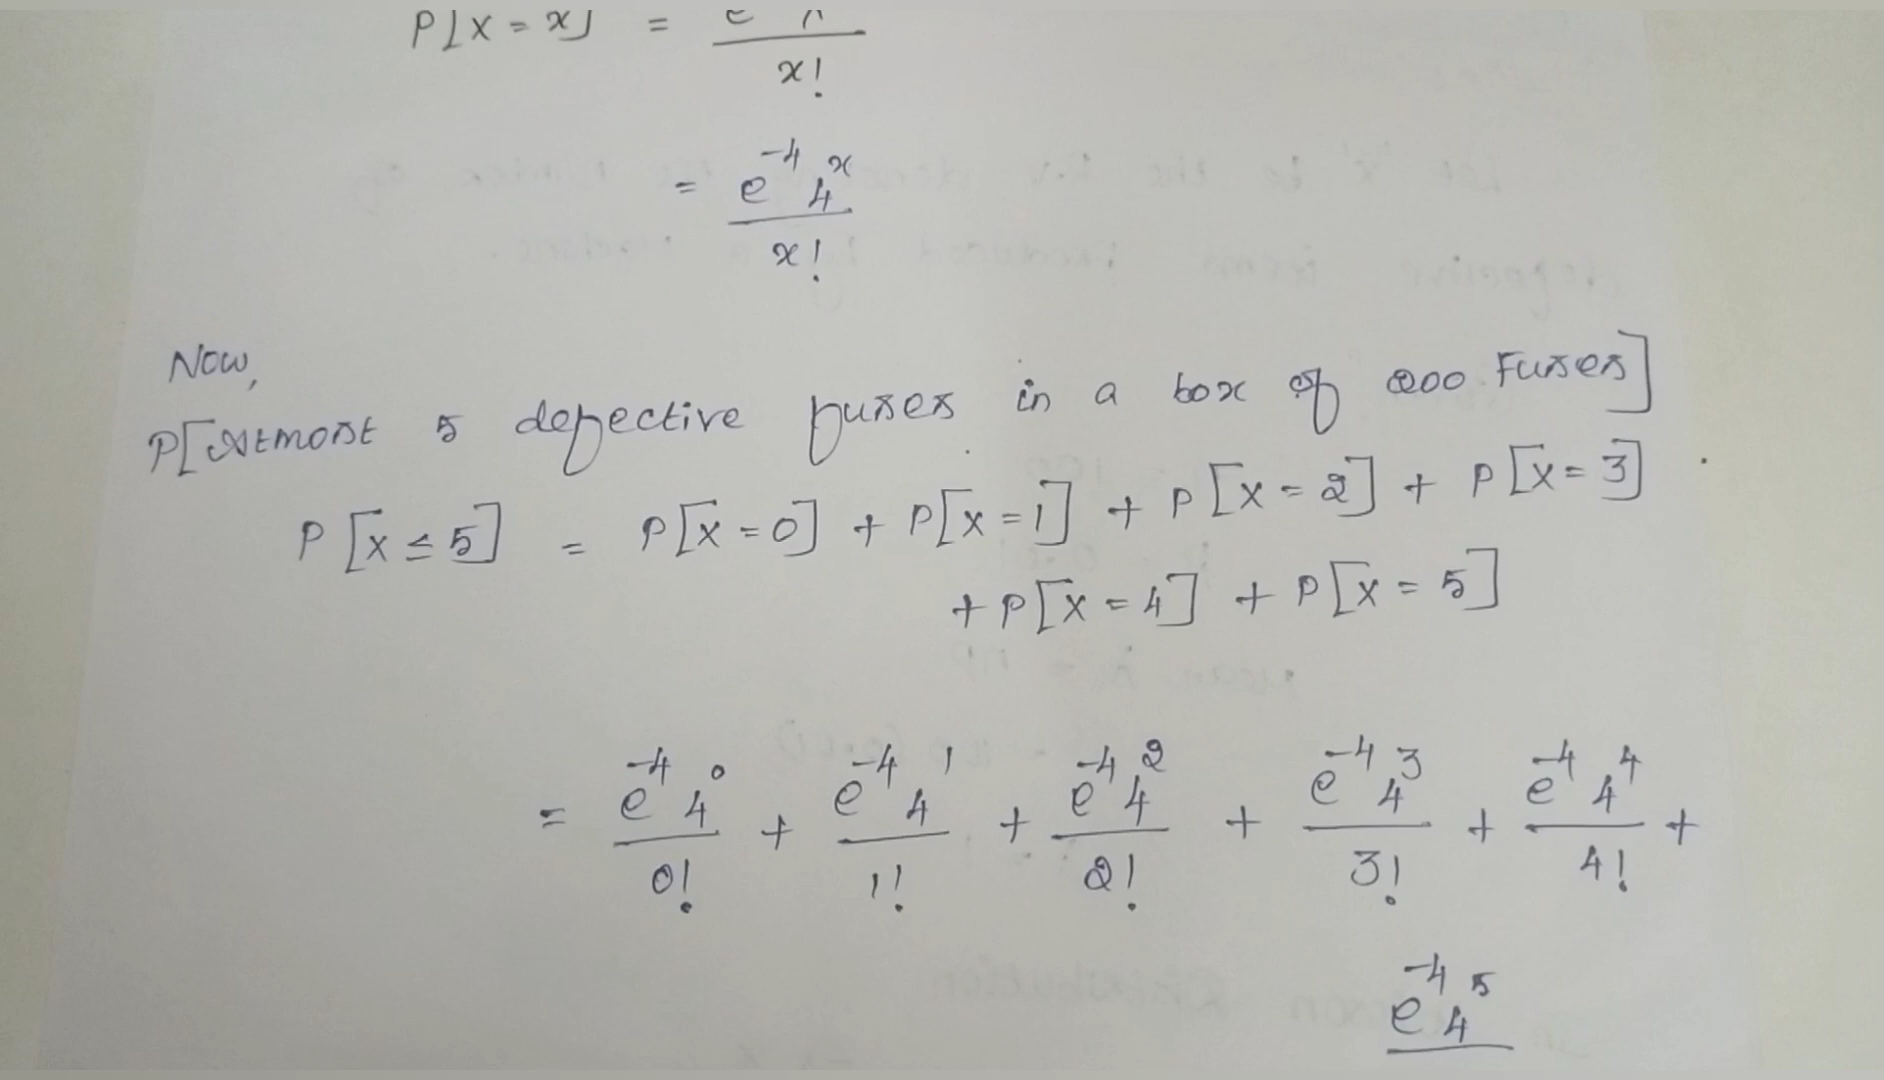 P[X = x] = e λ / x!
= e^-4 4^x / x!
Now,
P[Atmost 5 defective fuses in a box of 200 Fuses]
P[X ≤ 5] = P[X = 0] + P[X = 1] + P[X = 2] + P[X = 3]
+ P[X = 4] + P[X = 5]
= e^-4 4^0 / 0! + e^-4 4^1 / 1! + e^-4 4^2 / 2! + e^-4 4^3 / 3! + e^-4 4^4 / 4! +
e^-4 4^5